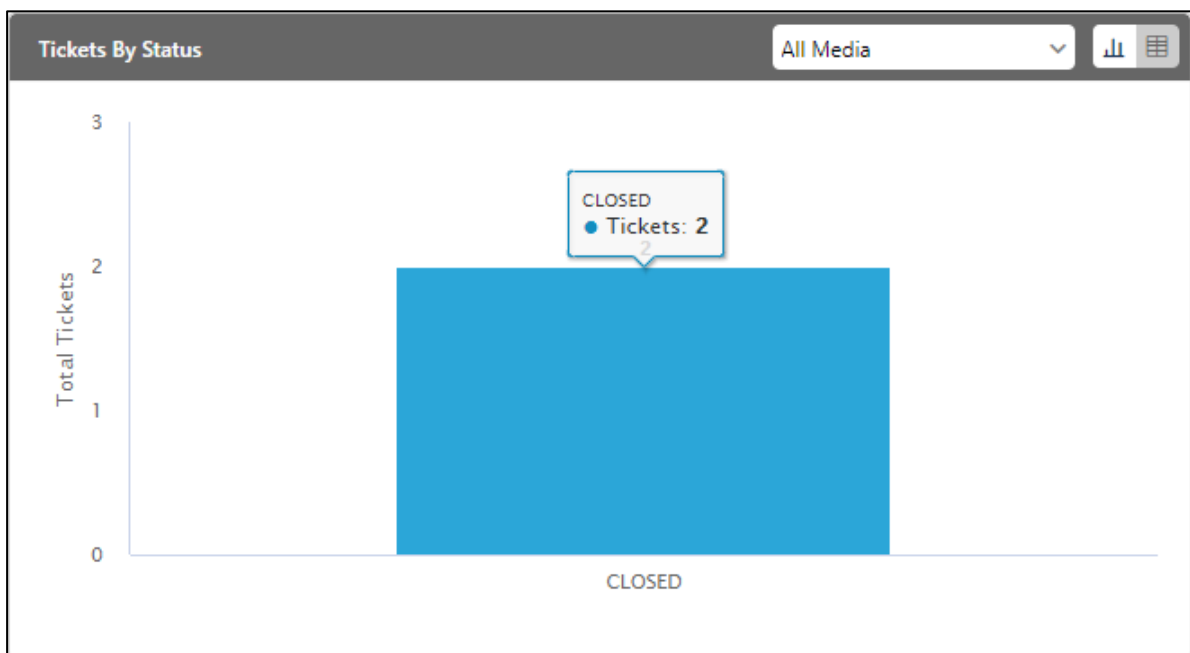 Tickets By Status
All Media
3
CLOSED
Tickets: 2
2
2
Total Tickets
1
0
CLOSED